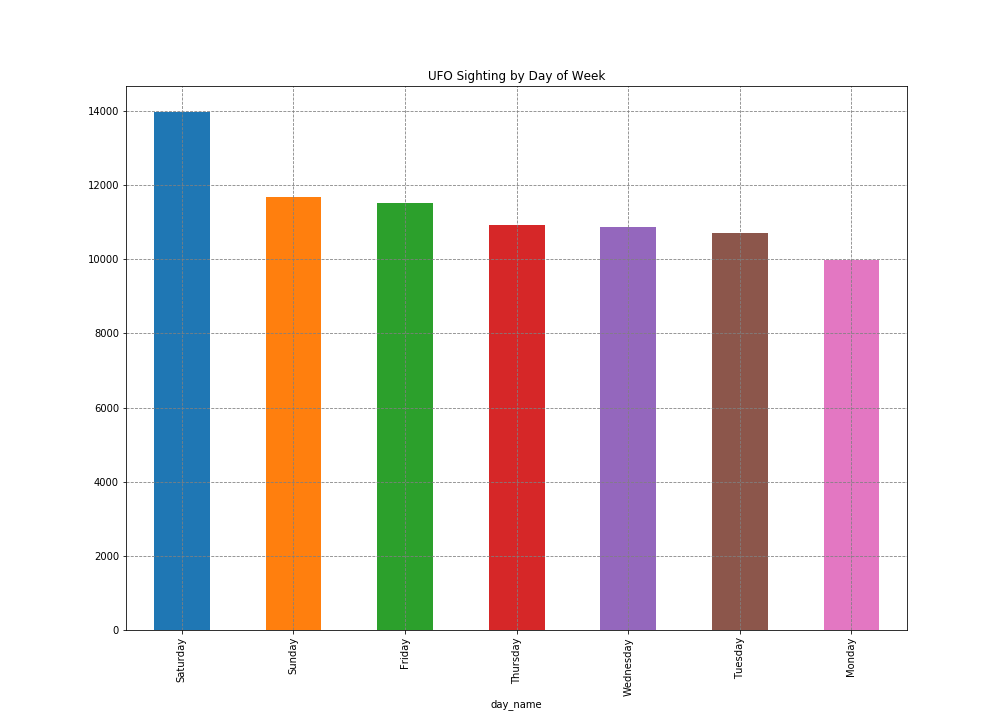 UFO Sighting by Day of Week
14000
12000
10000
8000
6000
4000
2000
0
Saturday
Sunday
Friday
Thursday
Wednesday
Tuesday
Monday
day_name